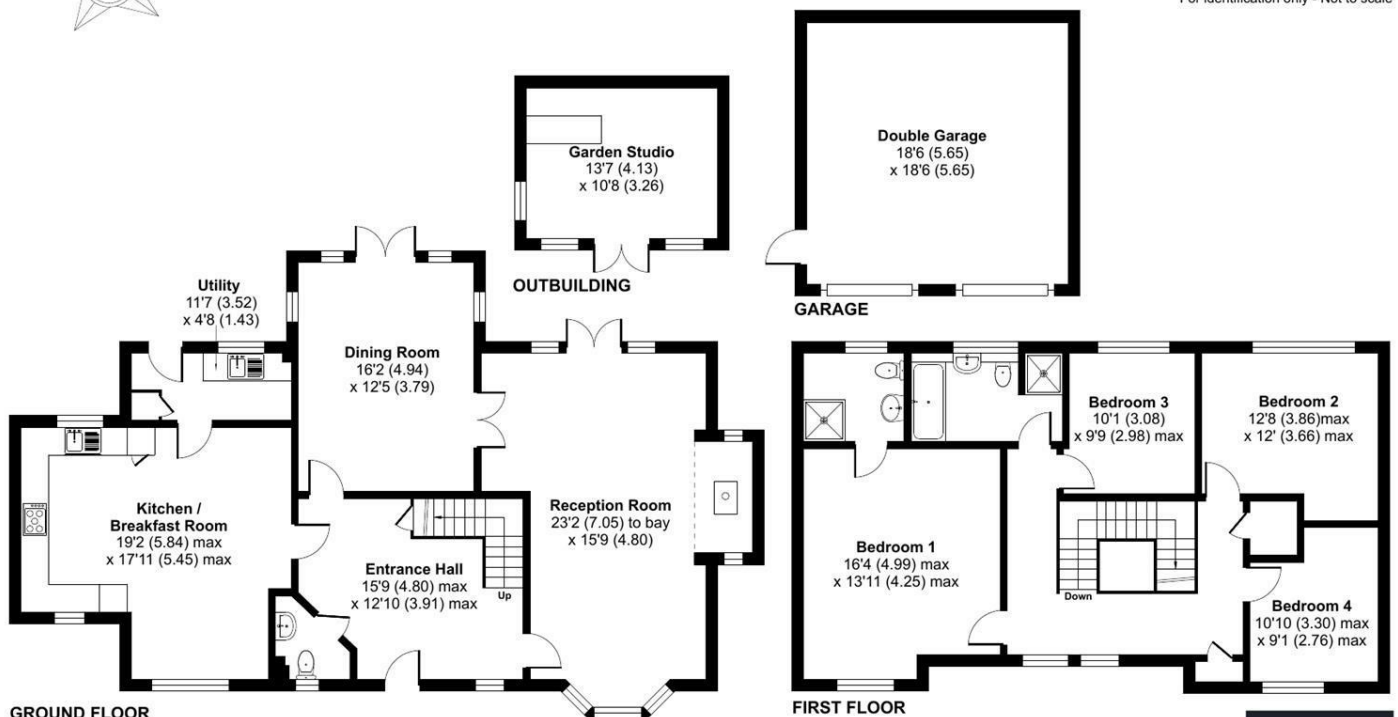 For identification only - Not to scale
Double Garage
18'6 (5.65)
x 18'6 (5.65)
Garden Studio
13'7 (4.13)
x 10'8 (3.26)
OUTBUILDING
GARAGE
Utility
11'7 (3.52)
x 4'8 (1.43)
Dining Room
16'2 (4.94)
x 12'5 (3.79)
Kitchen /
Breakfast Room
19'2 (5.84) max
x 17'11 (5.45) max
Reception Room
23'2 (7.05) to bay
x 15'9 (4.80)
Entrance Hall
15'9 (4.80) max
x 12'10 (3.91) max
Up
GROUND FLOOR
Bedroom 3
10'1 (3.08)
x 9'9 (2.98) max
Bedroom 2
12'8 (3.86)max
x 12' (3.66) max
Bedroom 1
16'4 (4.99) max
x 13'11 (4.25) max
Down
Bedroom 4
10'10 (3.30) max
x 9'1 (2.76) max
FIRST FLOOR